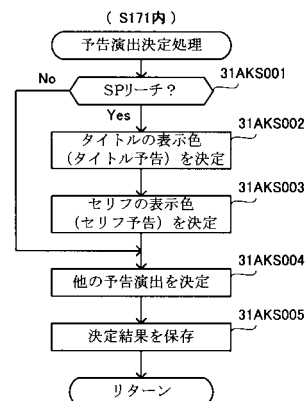 （ S171内）
予告演出決定処理
31AKS001
No
SPリーチ？
Yes
31AKS002
タイトルの表示色
（タイトル予告）を決定
31AKS003
セリフの表示色
（セリフ予告）を決定
31AKS004
他の予告演出を決定
31AKS005
決定結果を保存
リターン